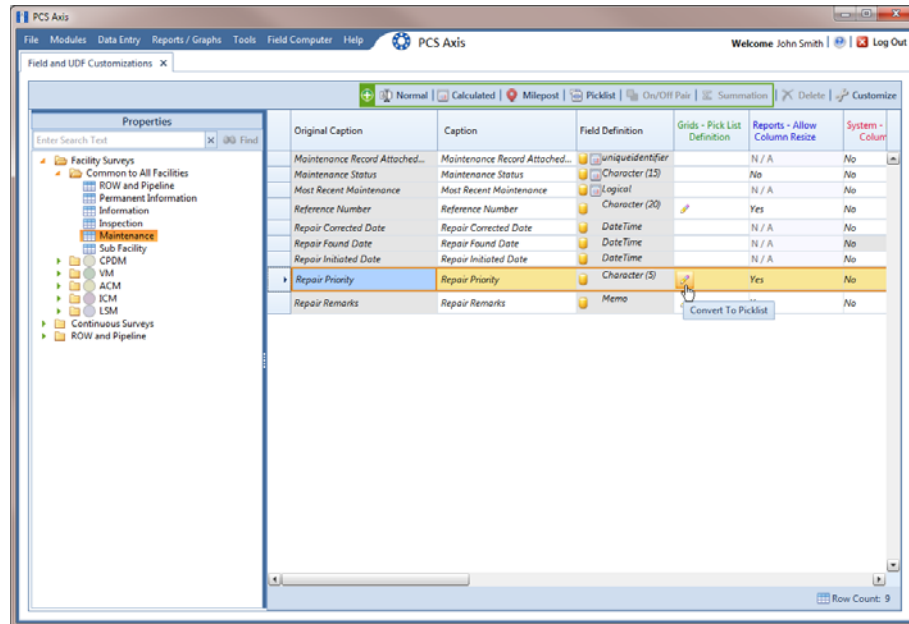 PCS Axis
File Modules Data Entry Reports / Graphs Tools Field Computer Help PCS Axis Welcome John Smith | Log Out
Field and UDF Customizations X
Normal | Calculated | Milepost | Picklist | On/Off Pair | Summation | Delete | Customize
Properties
Enter Search Text Find
Facility Surveys
Common to All Facilities
ROW and Pipeline
Permanent Information
Information
Inspection
Maintenance
Sub Facility
CPDM
VM
ACM
ICM
LSM
Continuous Surveys
ROW and Pipeline
Original Caption Caption Field Definition Grids - Pick List Definition Reports - Allow Column Resize System - Colum
Maintenance Record Attached... Maintenance Record Attached... uniqueidentifier N / A No
Maintenance Status Maintenance Status Character (15) No No
Most Recent Maintenance Most Recent Maintenance Logical N / A No
Reference Number Reference Number Character (20) Yes No
Repair Corrected Date Repair Corrected Date DateTime N / A No
Repair Found Date Repair Found Date DateTime N / A No
Repair Initiated Date Repair Initiated Date DateTime N / A No
Repair Priority Repair Priority Character (5) Yes No
Repair Remarks Repair Remarks Memo No
Convert To Picklist
Row Count: 9